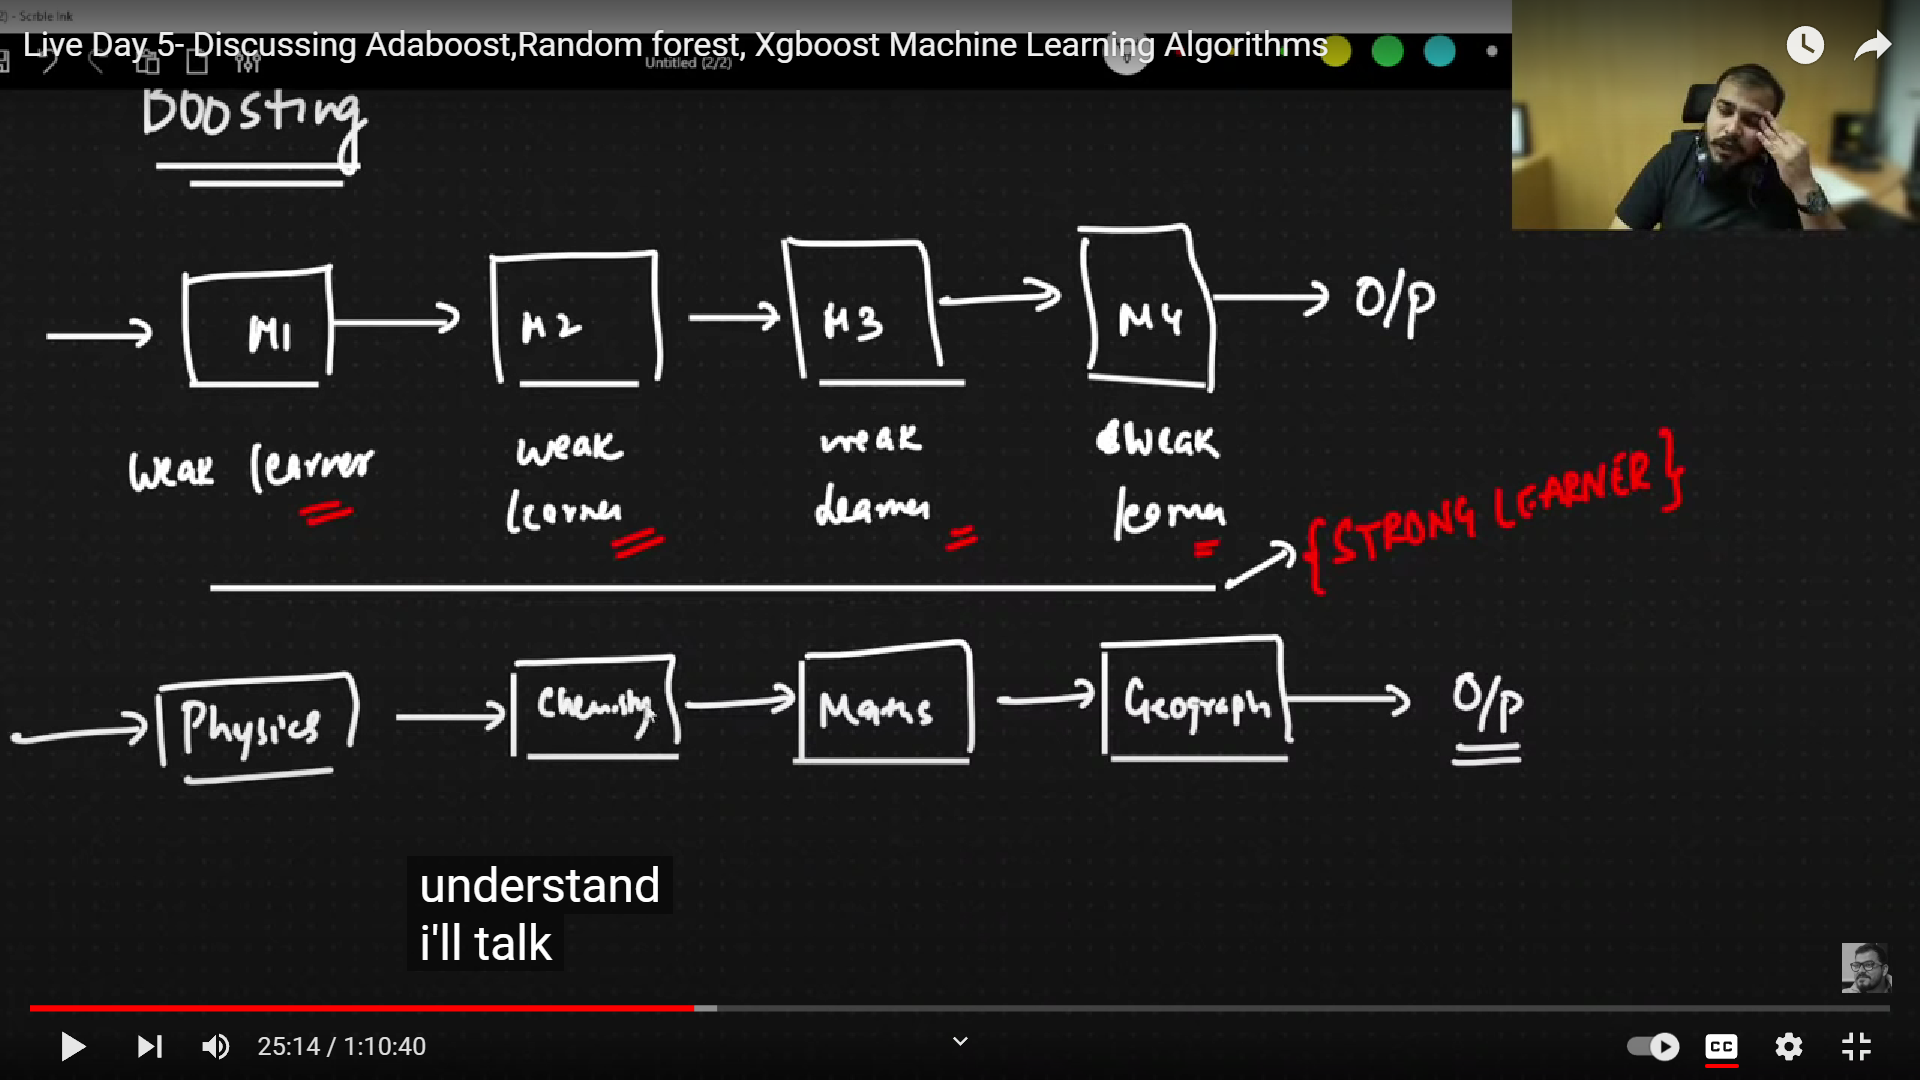 2) - Scrble Ink
Live Day 5- Discussing Adaboost,Random forest, Xgboost Machine Learning Algorithms
Untitled (2/2)
Boosting
M1 M2 M3 M4 O/P
weak learner weak learner weak learner weak learner
{STRONG LEARNER}
Physics Chemistry Maths Geograph O/p
understand
i'll talk
25:14 / 1:10:40
CC